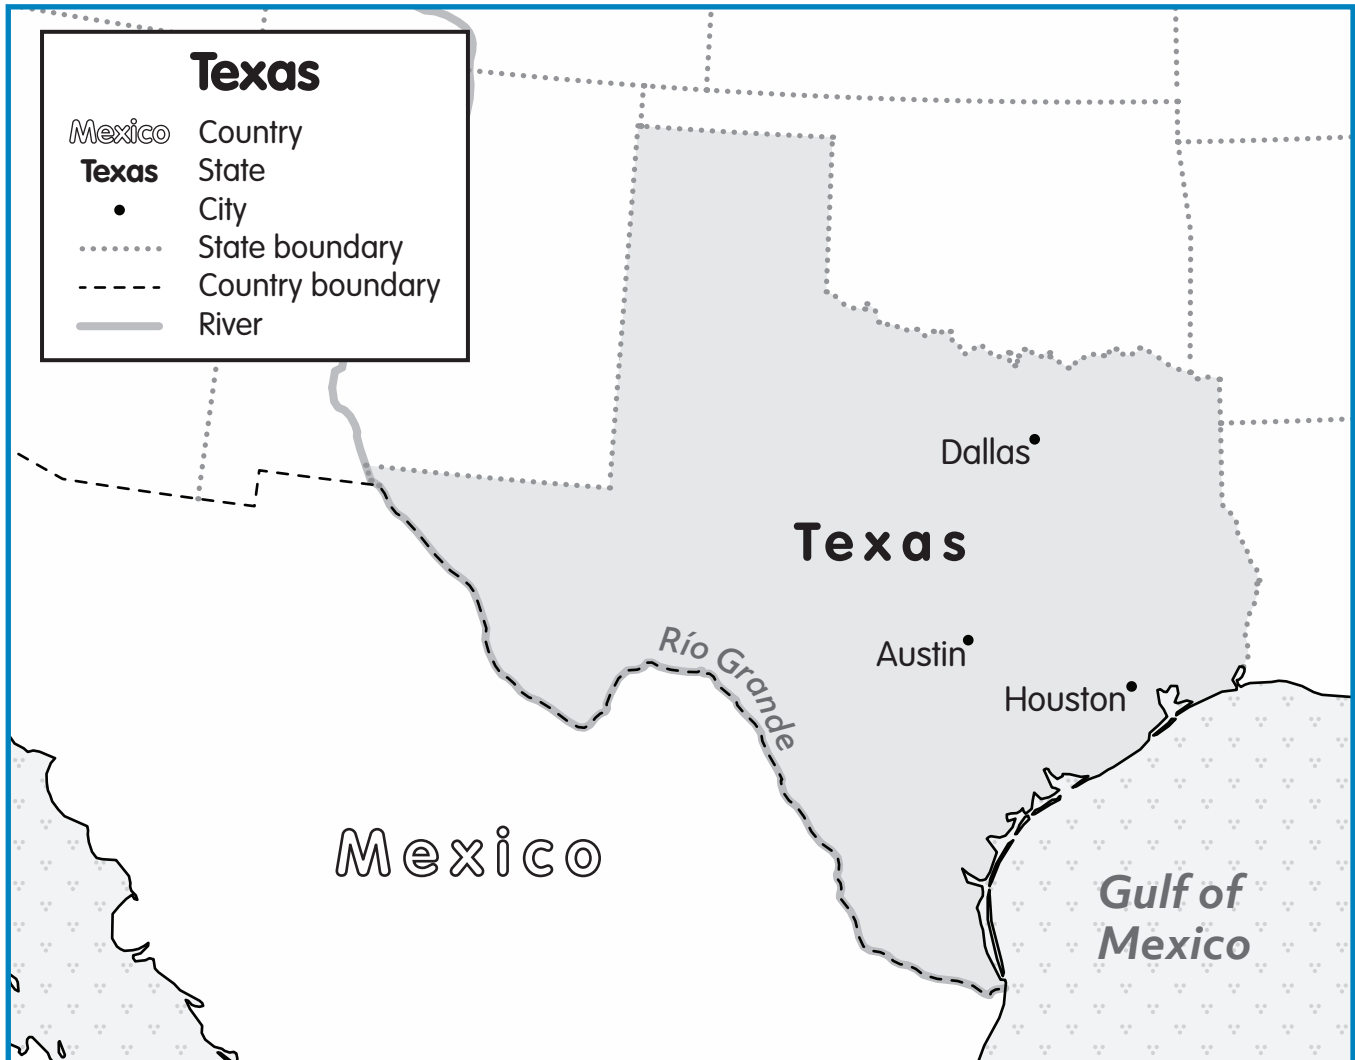 Texas
Mexico Country
Texas State
City
State boundary
Country boundary
River
Dallas
Texas
Río Grande
Austin
Houston
Mexico
Gulf of
Mexico